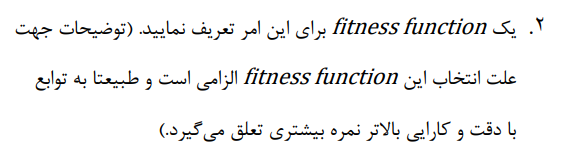 ۲. یک fitness function برای این امر تعریف نمایید. (توضیحات جهت
علت انتخاب این fitness function الزامی است و طبیعتا به توابع
با دقت و کارایی بالاتر نمره بیشتری تعلق می‌گیرد.)